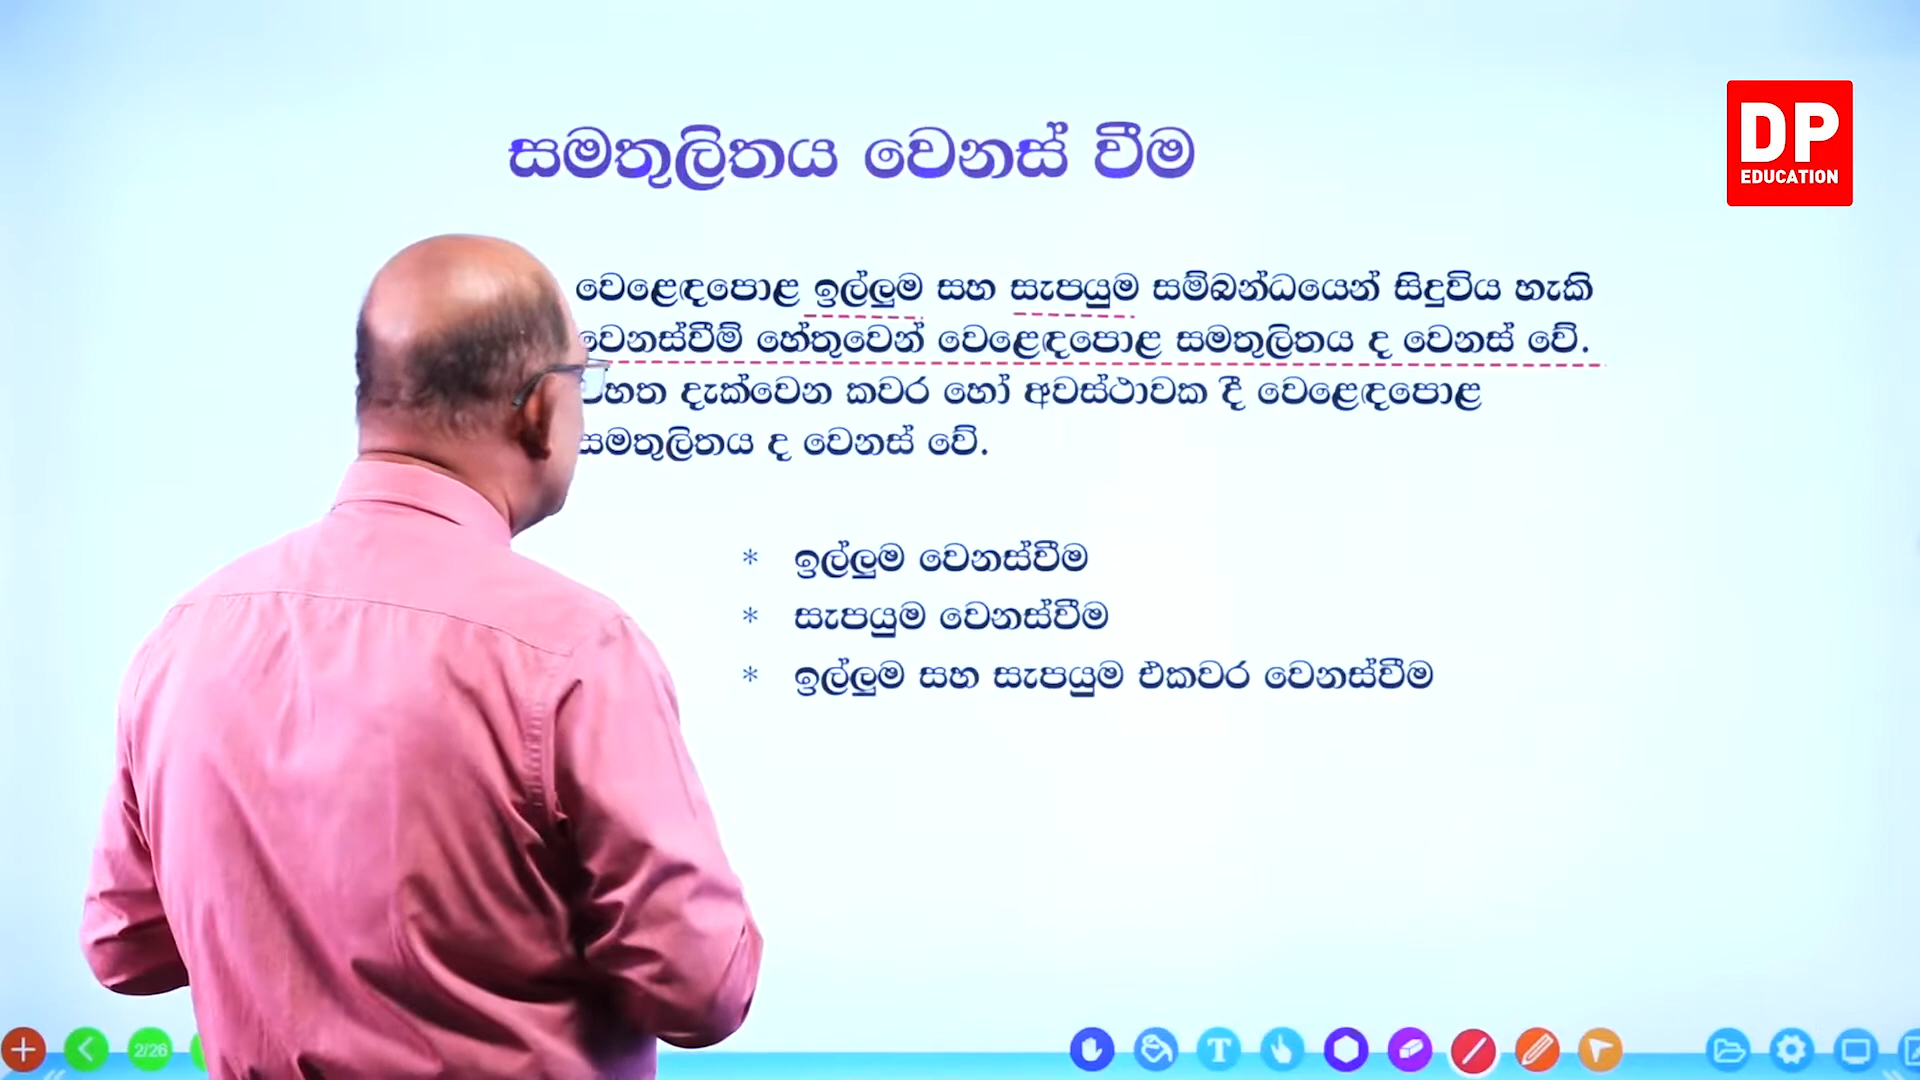 සමතුලිතය වෙනස් වීම
DP
EDUCATION
වෙළෙඳපොළ ඉල්ලුම සහ සැපයුම සම්බන්ධයෙන් සිදුවිය හැකි
වෙනස්වීම් හේතුවෙන් වෙළෙඳපොළ සමතුලිතය ද වෙනස් වේ.
දැක්වෙන කවර හෝ අවස්ථාවක දී වෙළෙඳපොළ
සමතුලිතය ද වෙනස් වේ.
* ඉල්ලුම වෙනස්වීම
* සැපයුම වෙනස්වීම
* ඉල්ලුම සහ සැපයුම එකවර වෙනස්වීම
2/26